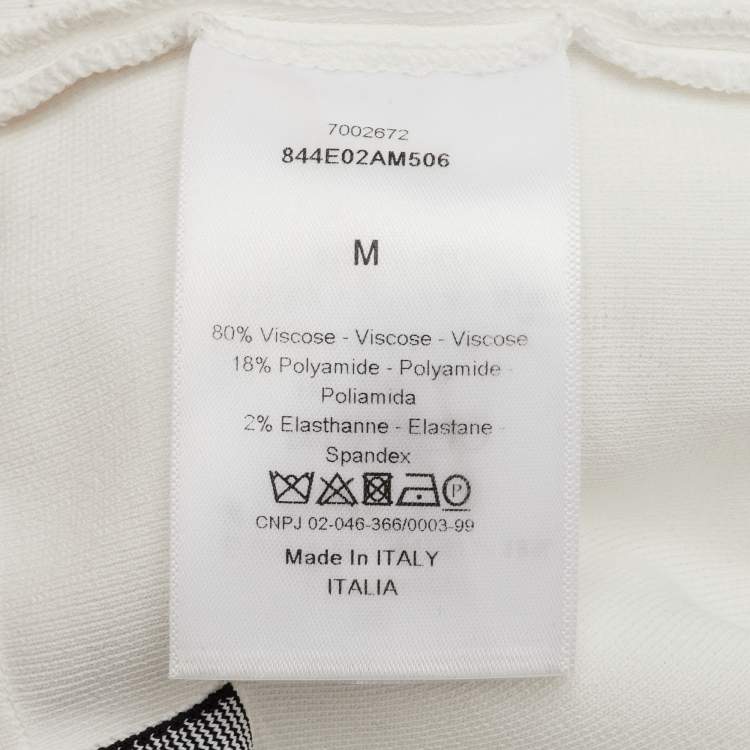 7002672
844E02AM506
M
80% Viscose - Viscose - Viscose
18% Polyamide - Polyamide -
Poliamida
2% Elasthanne - Elastane -
Spandex
P
CNPJ 02-046-366/0003-99
Made In ITALY
ITALIA